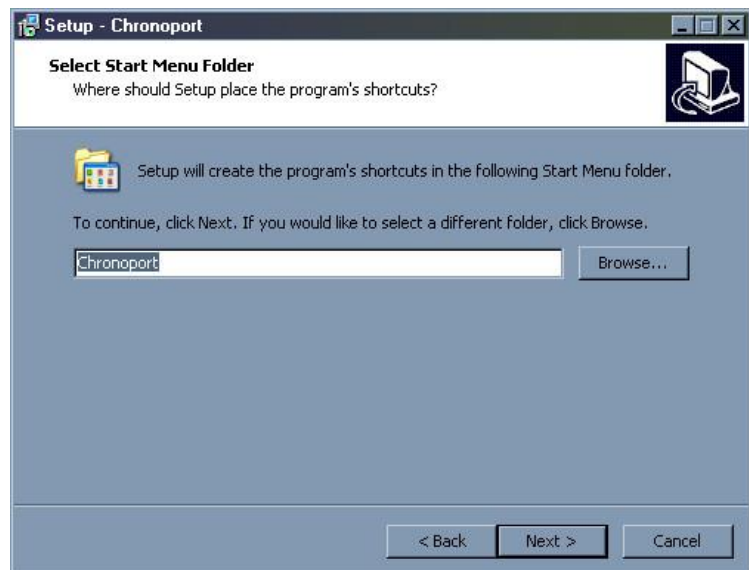 Setup - Chronoport
Select Start Menu Folder
Where should Setup place the program's shortcuts?
Setup will create the program's shortcuts in the following Start Menu folder.
To continue, click Next. If you would like to select a different folder, click Browse.
Chronoport
Browse...
< Back
Next >
Cancel